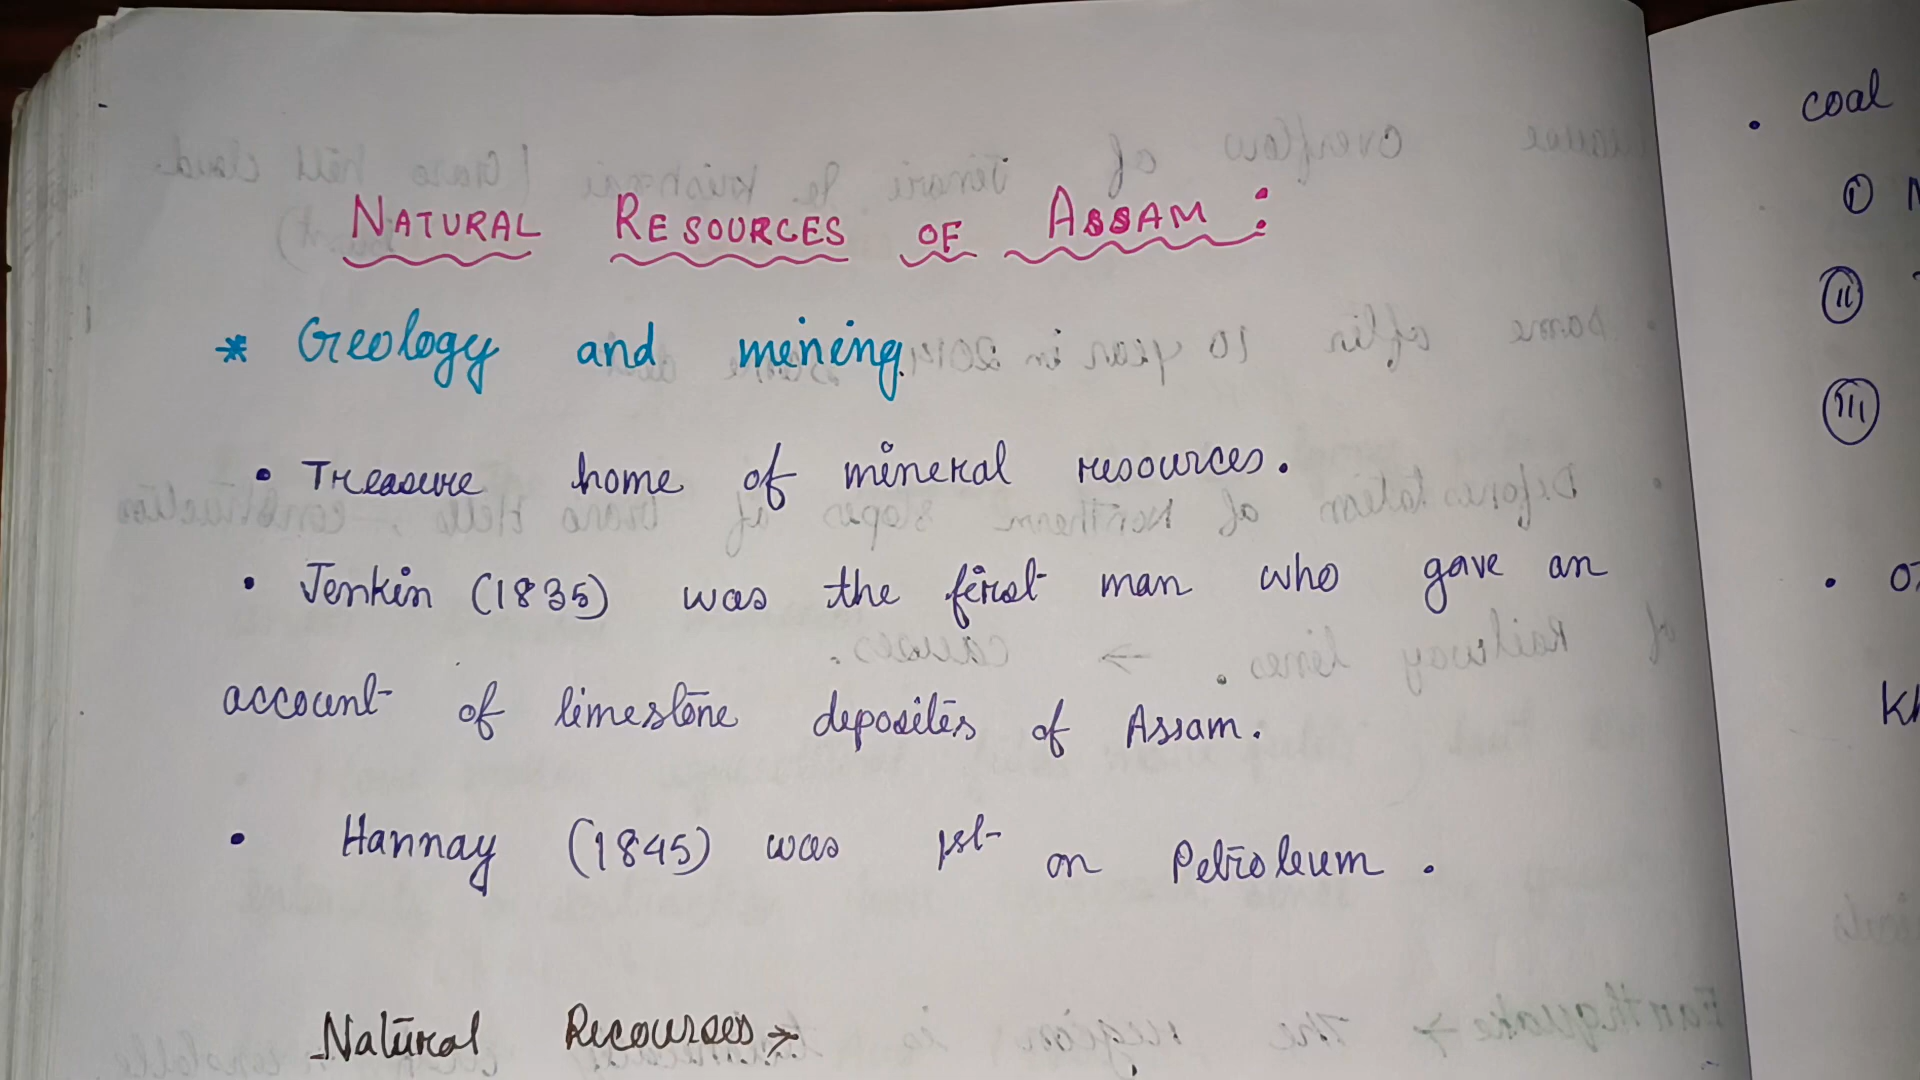 NATURAL RESOURCES OF ASSAM :
* Geology and mining.
• Treasure home of mineral resources.
• Jenkin (1835) was the first man who gave an
account of limestone deposites of Assam.
• Hannay (1845) was 1st on Petroleum.
Natural Recourses →
• coal
(i)
(ii)
(iii)